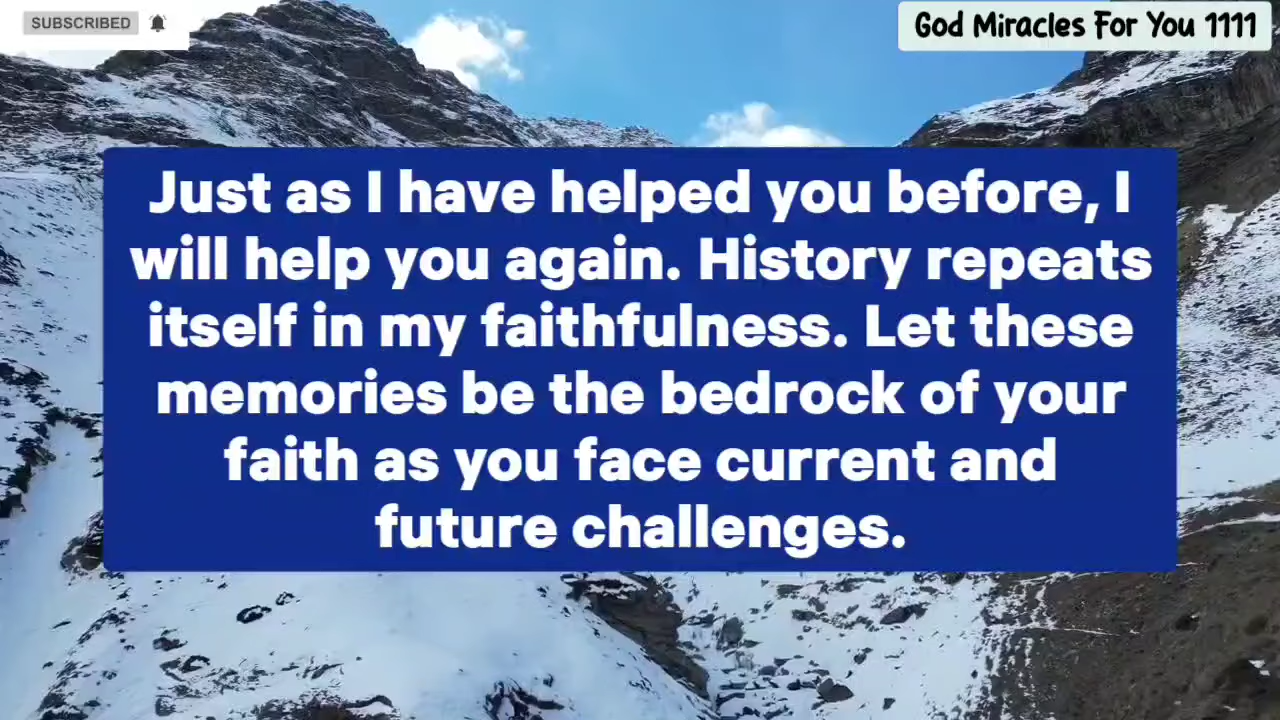 SUBSCRIBED
God Miracles For You 1111
Just as I have helped you before, I
will help you again. History repeats
itself in my faithfulness. Let these
memories be the bedrock of your
faith as you face current and
future challenges.